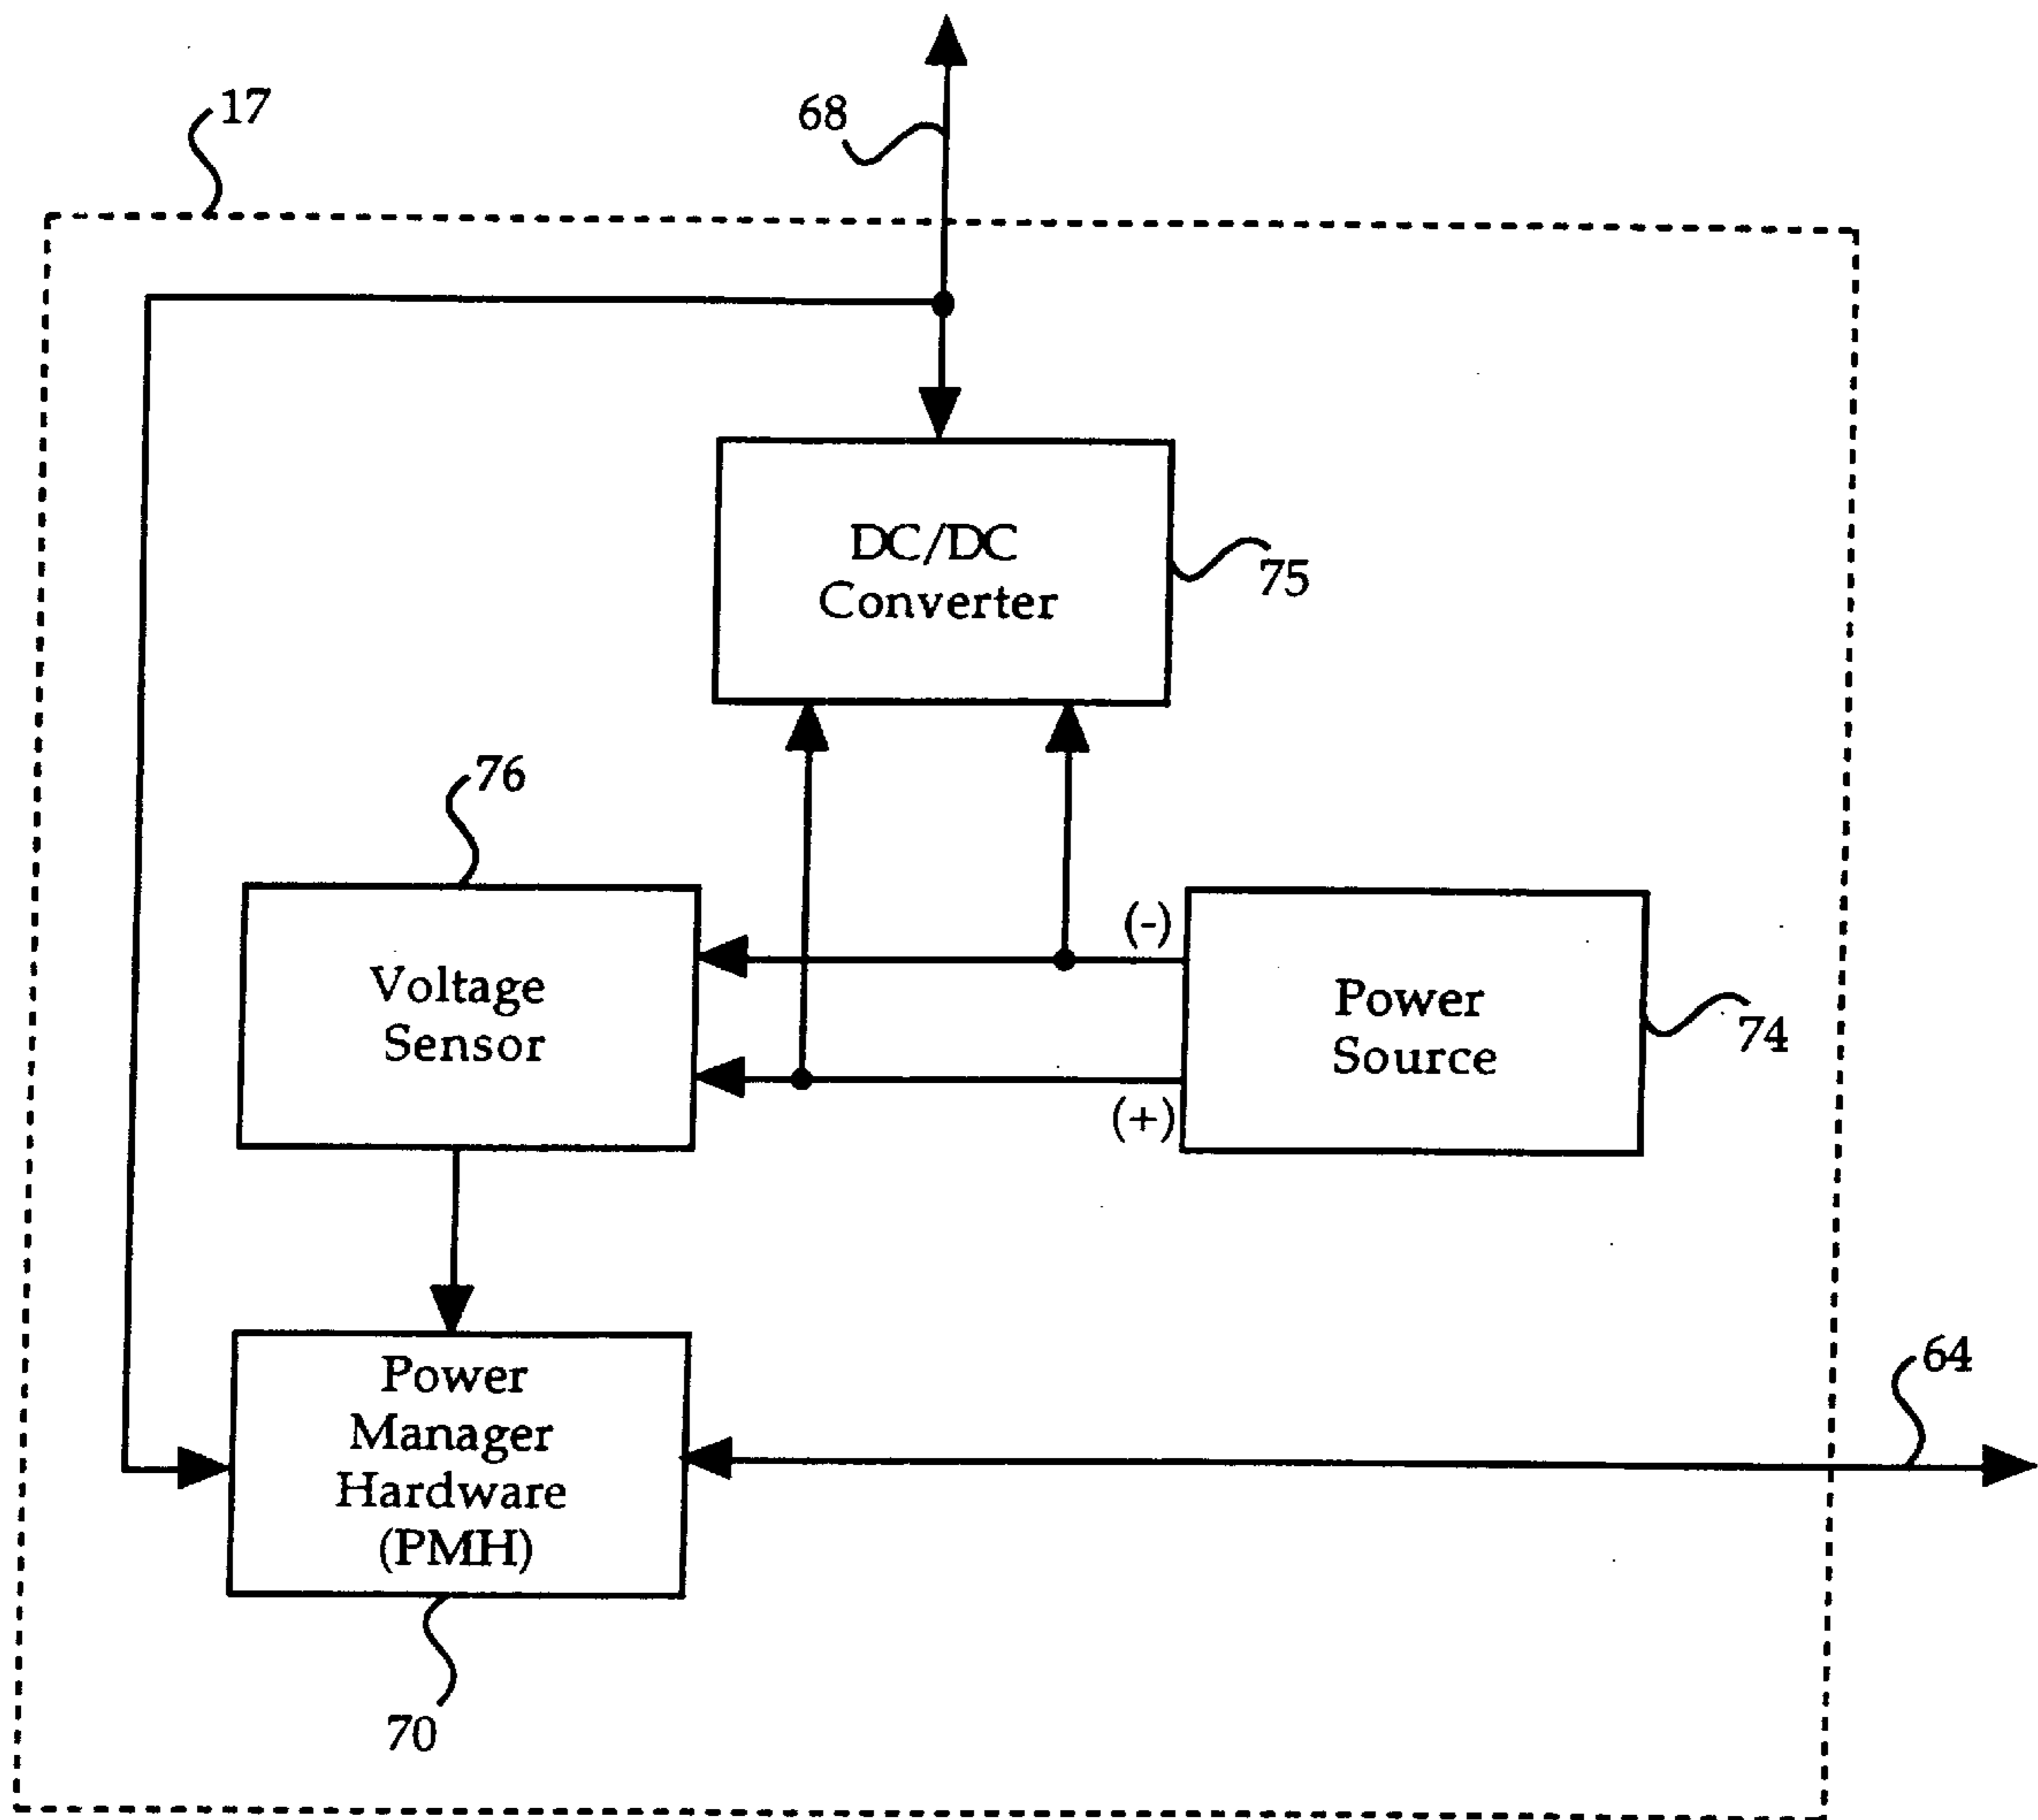 17
68
DC/DC
Converter
75
76
(-)
Voltage
Sensor
Power
Source
74
(+)
64
Power
Manager
Hardware
(PMH)
70